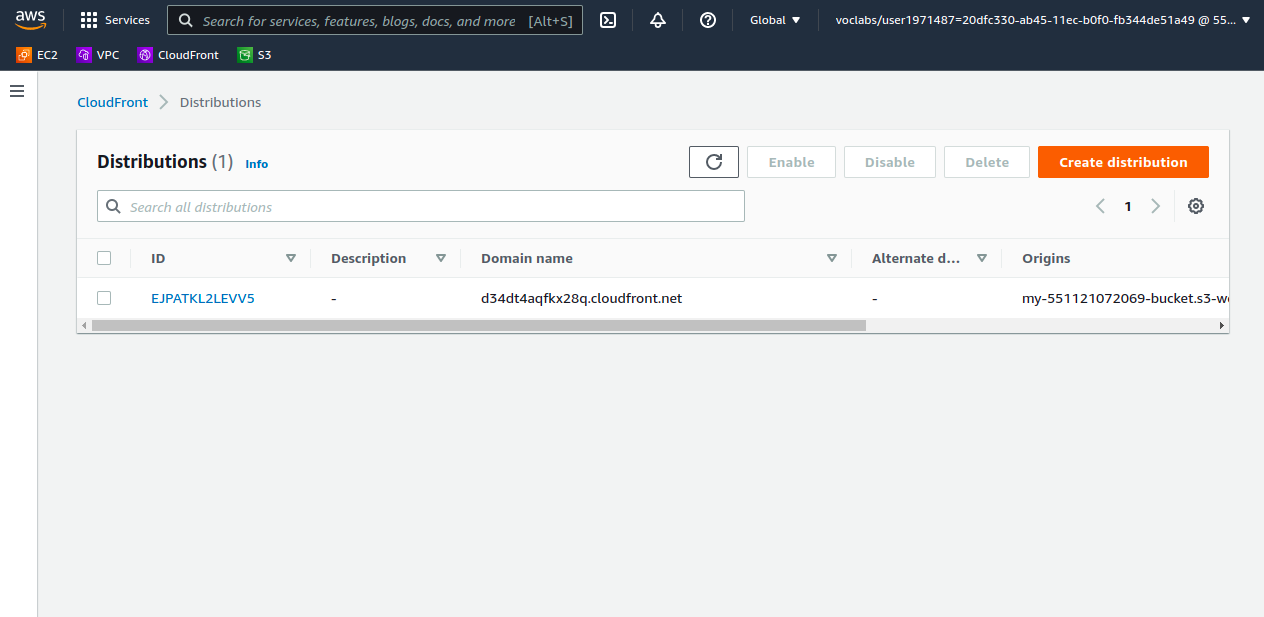 aws Services Search for services, features, blogs, docs, and more [Alt+S] Global ▼ voclabs/user1971487=20dfc330-ab45-11ec-b0f0-fb344de51a49 @ 55... ▼
EC2 VPC CloudFront S3
CloudFront > Distributions
Distributions (1) Info Enable Disable Delete Create distribution
Search all distributions 1
ID Description Domain name Alternate d... Origins
EJPATKL2LEVV5 - d34dt4aqfkx28q.cloudfront.net - my-551121072069-bucket.s3-we